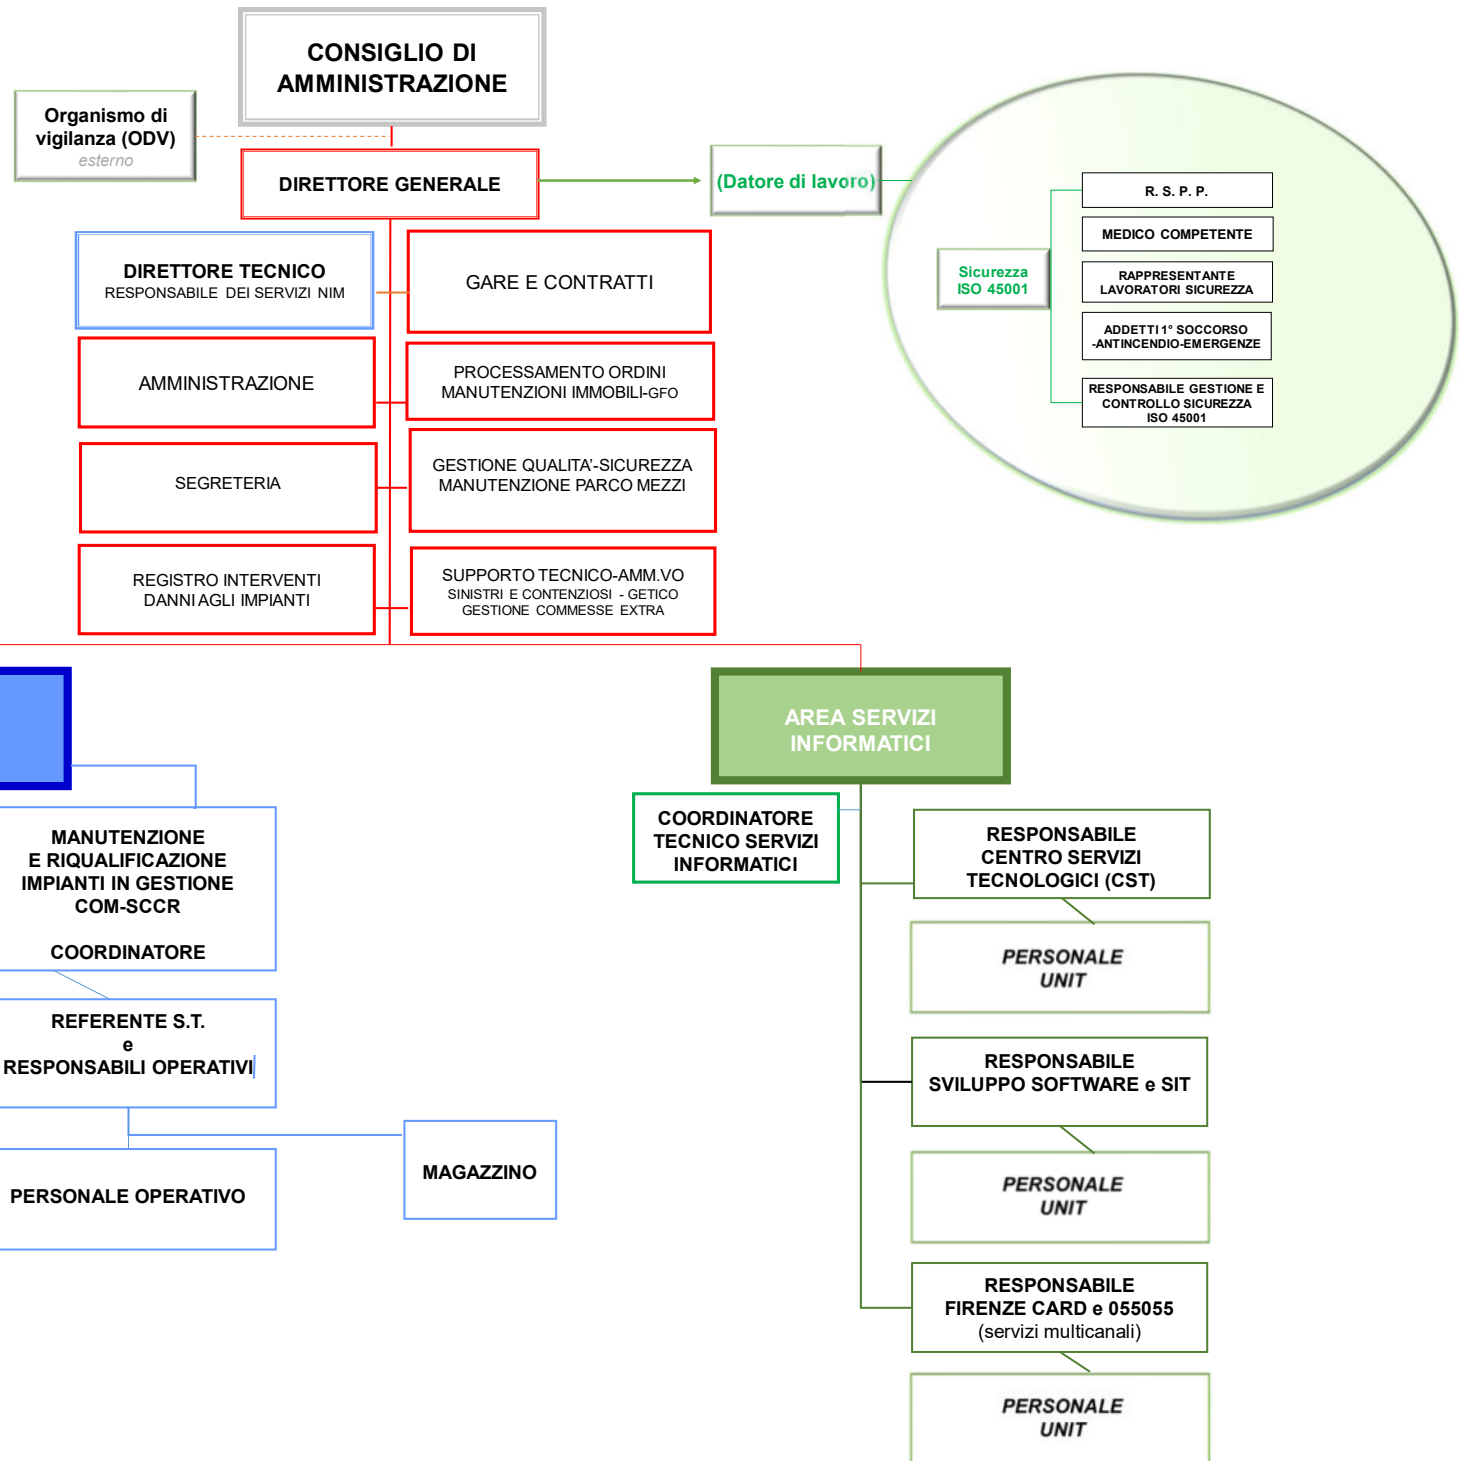 CONSIGLIO DI
AMMINISTRAZIONE
Organismo di
vigilanza (ODV)
esterno
DIRETTORE GENERALE
(Datore di lavoro)
R. S. P. P.
MEDICO COMPETENTE
Sicurezza
ISO 45001
RAPPRESENTANTE
LAVORATORI SICUREZZA
ADDETTI 1° SOCCORSO
-ANTINCENDIO-EMERGENZE
RESPONSABILE GESTIONE E
CONTROLLO SICUREZZA
ISO 45001
DIRETTORE TECNICO
RESPONSABILE DEI SERVIZI NIM
GARE E CONTRATTI
AMMINISTRAZIONE
PROCESSAMENTO ORDINI
MANUTENZIONI IMMOBILI-GFO
SEGRETERIA
GESTIONE QUALITA'-SICUREZZA
MANUTENZIONE PARCO MEZZI
REGISTRO INTERVENTI
DANNI AGLI IMPIANTI
SUPPORTO TECNICO-AMM.VO
SINISTRI E CONTENZIOSI - GETICO
GESTIONE COMMESSE EXTRA
AREA SERVIZI
INFORMATICI
MANUTENZIONE
E RIQUALIFICAZIONE
IMPIANTI IN GESTIONE
COM-SCCR
COORDINATORE
REFERENTE S.T.
e
RESPONSABILI OPERATIVI
PERSONALE OPERATIVO
MAGAZZINO
COORDINATORE
TECNICO SERVIZI
INFORMATICI
RESPONSABILE
CENTRO SERVIZI
TECNOLOGICI (CST)
PERSONALE
UNIT
RESPONSABILE
SVILUPPO SOFTWARE e SIT
PERSONALE
UNIT
RESPONSABILE
FIRENZE CARD e 055055
(servizi multicanali)
PERSONALE
UNIT